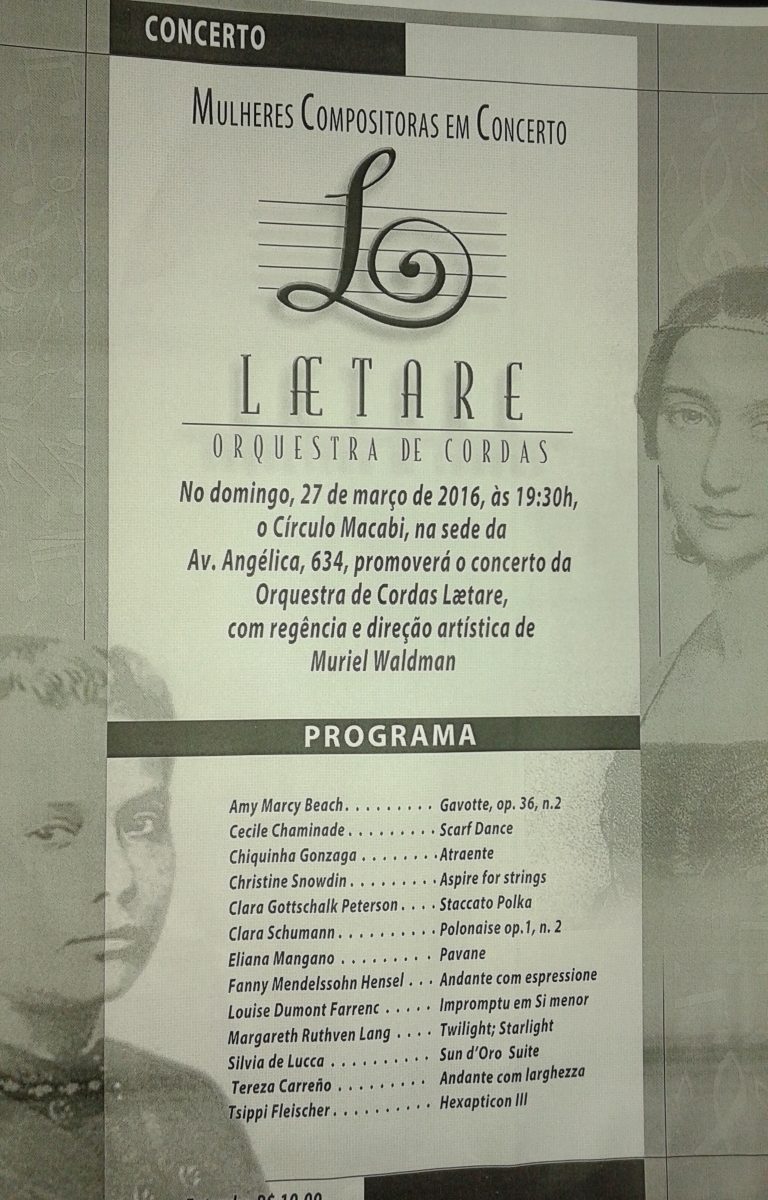 CONCERTO
MULHERES COMPOSITORAS EM CONCERTO
LÆTARE
ORQUESTRA DE CORDAS
No domingo, 27 de março de 2016, às 19:30h,
o Círculo Macabi, na sede da
Av. Angélica, 634, promoverá o concerto da
Orquestra de Cordas Lætare,
com regência e direção artística de
Muriel Waldman
PROGRAMA
Amy Marcy Beach. . . . . . . . . Gavotte, op. 36, n.2
Cecile Chaminade. . . . . . . . . Scarf Dance
Chiquinha Gonzaga . . . . . . . .Atraente
Christine Snowdin. . . . . . . . . Aspire for strings
Clara Gottschalk Peterson. . . . Staccato Polka
Clara Schumann. . . . . . . . . . Polonaise op.1, n. 2
Eliana Mangano . . . . . . . . . Pavane
Fanny Mendelssohn Hensel . . . Andante com espressione
Louise Dumont Farrenc . . . . . Impromptu em Si menor
Margareth Ruthven Lang . . . . Twilight; Starlight
Silvia de Lucca . . . . . . . . . . Sun d'Oro Suite
Tereza Carreño . . . . . . . . . Andante com larghezza
Tsippi Fleischer. . . . . . . . . . Hexapticon III
R$ 10,00